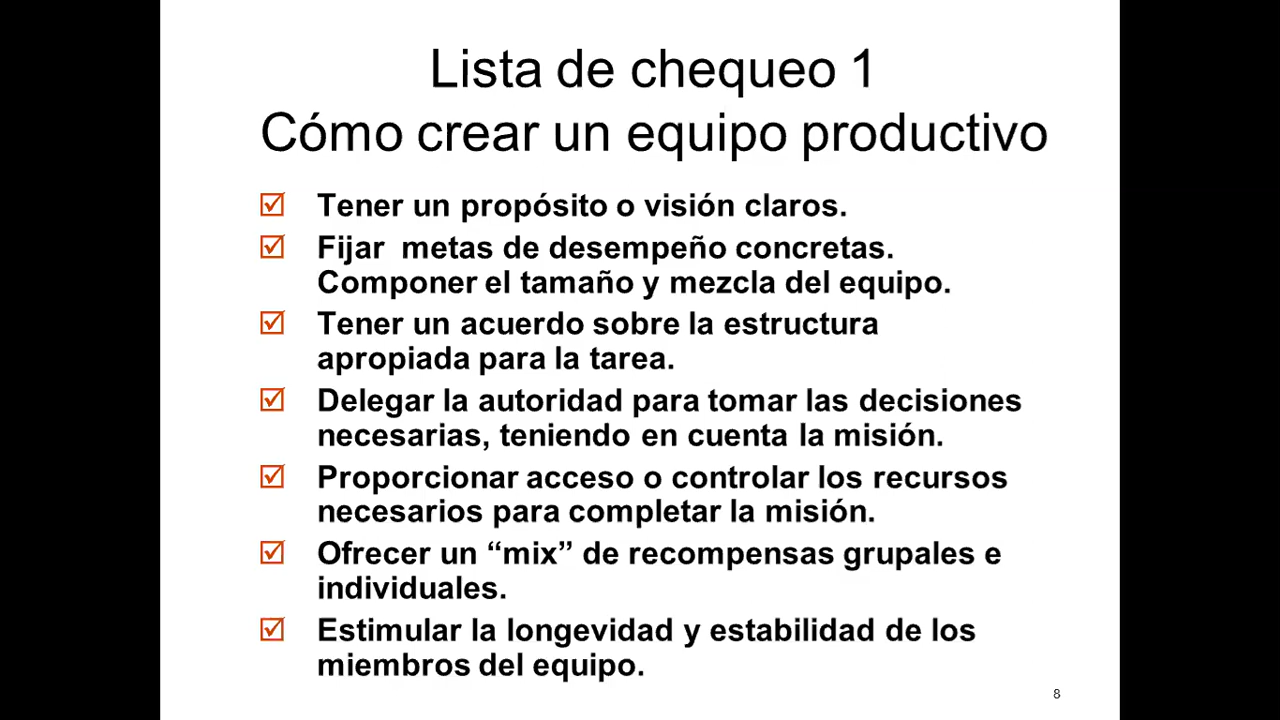 Lista de chequeo 1
Cómo crear un equipo productivo
Tener un propósito o visión claros.
Fijar  metas de desempeño concretas.
Componer el tamaño y mezcla del equipo.
Tener un acuerdo sobre la estructura
apropiada para la tarea.
Delegar la autoridad para tomar las decisiones
necesarias, teniendo en cuenta la misión.
Proporcionar acceso o controlar los recursos
necesarios para completar la misión.
Ofrecer un “mix” de recompensas grupales e
individuales.
Estimular la longevidad y estabilidad de los
miembros del equipo.
8